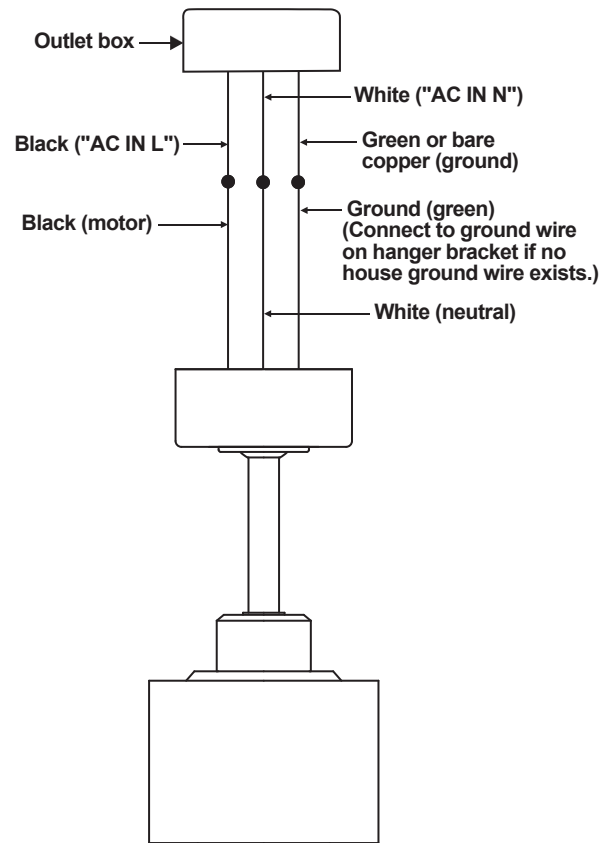 Outlet box
White ("AC IN N")
Black ("AC IN L")
Green or bare
copper (ground)
Black (motor)
Ground (green)
(Connect to ground wire
on hanger bracket if no
house ground wire exists.)
White (neutral)